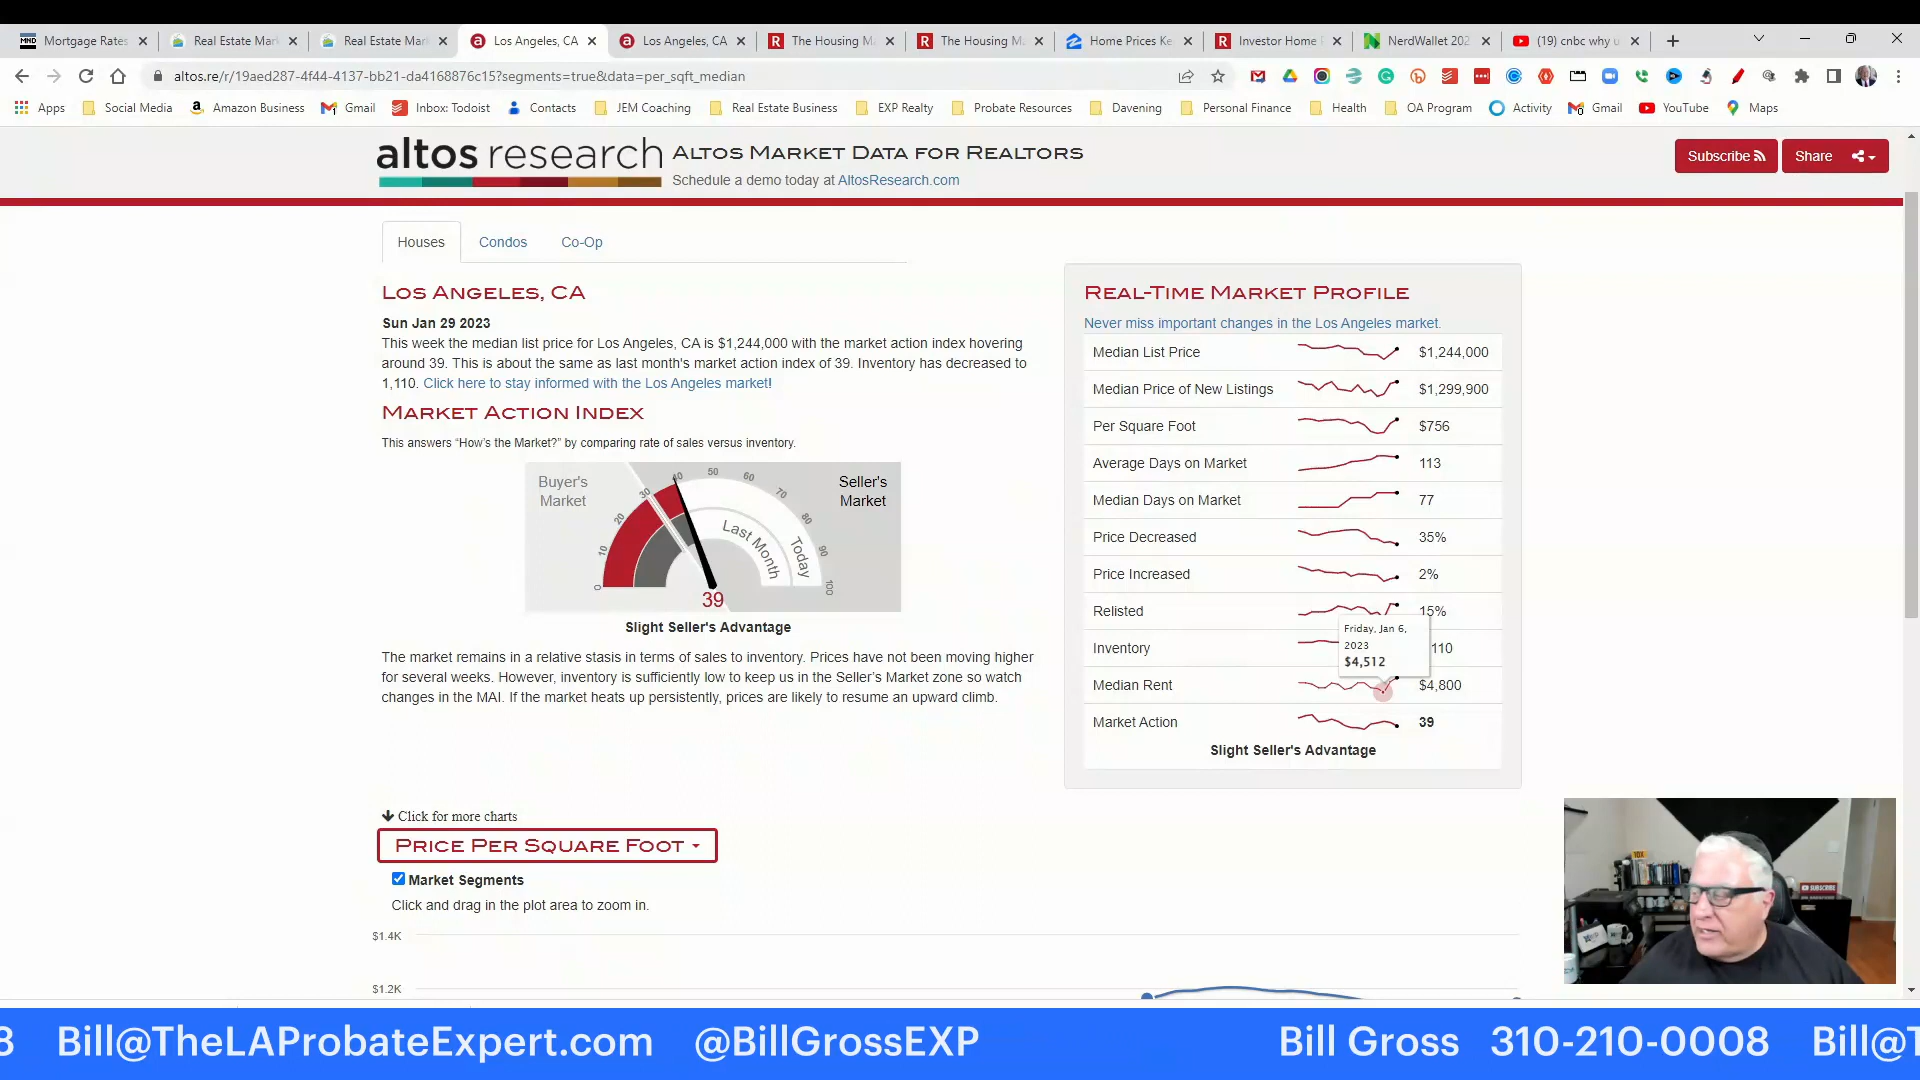 MND Mortgage Rates
Real Estate Mar
Real Estate Mar
Los Angeles, CA
Los Angeles, CA
The Housing M
The Housing M
Home Prices Ke
Investor Home
NerdWallet 202
(19) cnbc why u
altos.re/r/19aed287-4f44-4137-bb21-da4168876c15?segments=true&data=per_sqft_median
Apps Social Media Amazon Business Gmail Inbox: Todoist Contacts JEM Coaching Real Estate Business EXP Realty Probate Resources Davening Personal Finance Health OA Program Activity Gmail YouTube Maps
altos research
Altos Market Data for Realtors
Schedule a demo today at AltosResearch.com
Subscribe
Share
Houses Condos Co-Op
Los Angeles, CA
Sun Jan 29 2023
This week the median list price for Los Angeles, CA is $1,244,000 with the market action index hovering
around 39. This is about the same as last month's market action index of 39. Inventory has decreased to
1,110. Click here to stay informed with the Los Angeles market!
Market Action Index
This answers “How's the Market?” by comparing rate of sales versus inventory.
Buyer's
Market
Seller's
Market
0 10 20 30 40 50 60 70 80 90 100
Last Month
Today
39
Slight Seller's Advantage
The market remains in a relative stasis in terms of sales to inventory. Prices have not been moving higher
for several weeks. However, inventory is sufficiently low to keep us in the Seller's Market zone so watch
changes in the MAI. If the market heats up persistently, prices are likely to resume an upward climb.
Real-Time Market Profile
Never miss important changes in the Los Angeles market.
Median List Price $1,244,000
Median Price of New Listings $1,299,900
Per Square Foot $756
Average Days on Market 113
Median Days on Market 77
Price Decreased 35%
Price Increased 2%
Relisted 15%
Friday, Jan 6,
2023
$4,512
Inventory 110
Median Rent $4,800
Market Action 39
Slight Seller's Advantage
Click for more charts
Price Per Square Foot
Market Segments
Click and drag in the plot area to zoom in.
$1.4K
$1.2K
10X
SUBSCRIBE
8 Bill@TheLAProbateExpert.com @BillGrossEXP Bill Gross 310-210-0008 Bill@T